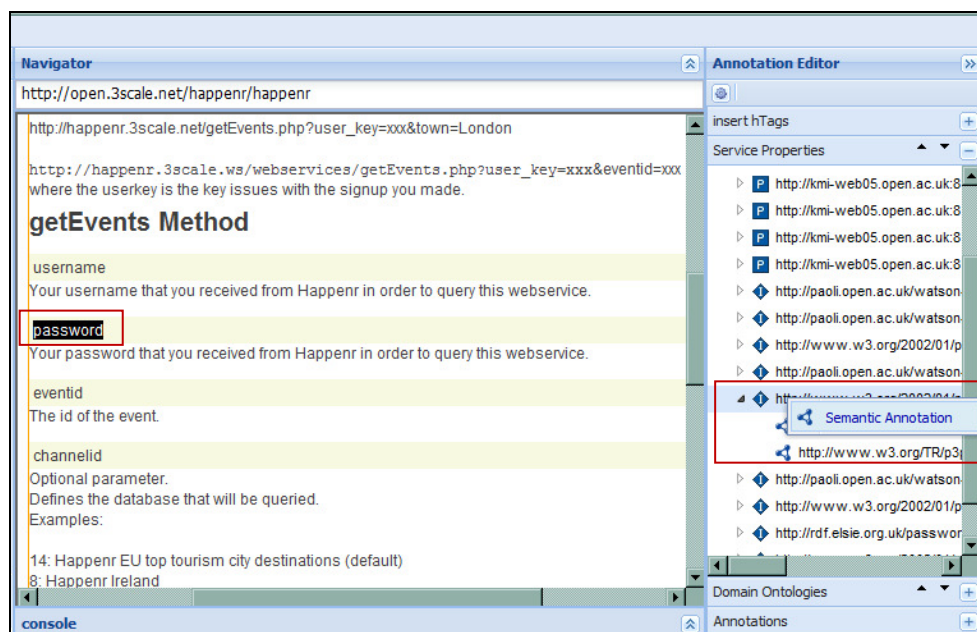 Navigator
http://open.3scale.net/happenr/happenr
http://happenr.3scale.net/getEvents.php?user_key=xxx&town=London
http://happenr.3scale.ws/webservices/getEvents.php?user_key=xxx&eventid=xxx
where the userkey is the key issues with the signup you made.
getEvents Method
username
Your username that you received from Happenr in order to query this webservice.
password
Your password that you received from Happenr in order to query this webservice.
eventid
The id of the event.
channelid
Optional parameter.
Defines the database that will be queried.
Examples:
14: Happenr EU top tourism city destinations (default)
8: Happenr Ireland
console
Annotation Editor
insert hTags
Service Properties
P http://kmi-web05.open.ac.uk:8
P http://kmi-web05.open.ac.uk:8
P http://kmi-web05.open.ac.uk:8
P http://kmi-web05.open.ac.uk:8
I http://paoli.open.ac.uk/watson-
I http://paoli.open.ac.uk/watson-
I http://www.w3.org/2002/01/p
I http://paoli.open.ac.uk/watson-
I
Semantic Annotation
http://www.w3.org/TR/p3p
I http://paoli.open.ac.uk/watson-
I http://www.w3.org/2002/01/p
I http://rdf.elsie.org.uk/passwor
Domain Ontologies
Annotations